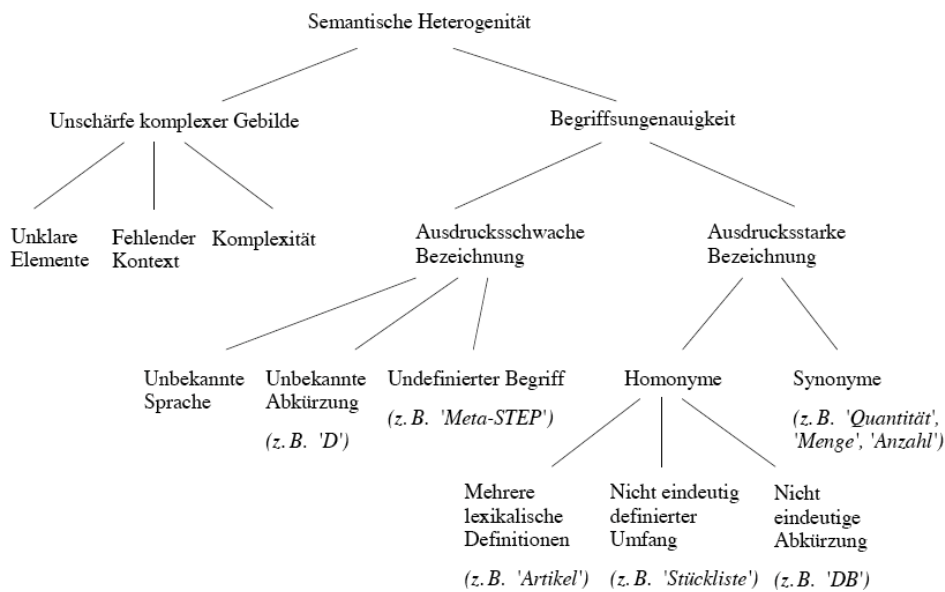 Semantische Heterogenität
Unschärfe komplexer Gebilde
Begriffsungenauigkeit
Unklare
Elemente
Fehlender
Kontext
Komplexität
Ausdrucksschwache
Bezeichnung
Ausdrucksstarke
Bezeichnung
Unbekannte
Sprache
Unbekannte
Abkürzung
(z. B. 'D')
Undefinierter Begriff
(z. B. 'Meta-STEP')
Homonyme
Synonyme
(z. B. 'Quantität',
'Menge', 'Anzahl')
Mehrere
lexikalische
Definitionen
(z. B. 'Artikel')
Nicht eindeutig
definierter
Umfang
(z. B. 'Stückliste')
Nicht
eindeutige
Abkürzung
(z. B. 'DB')